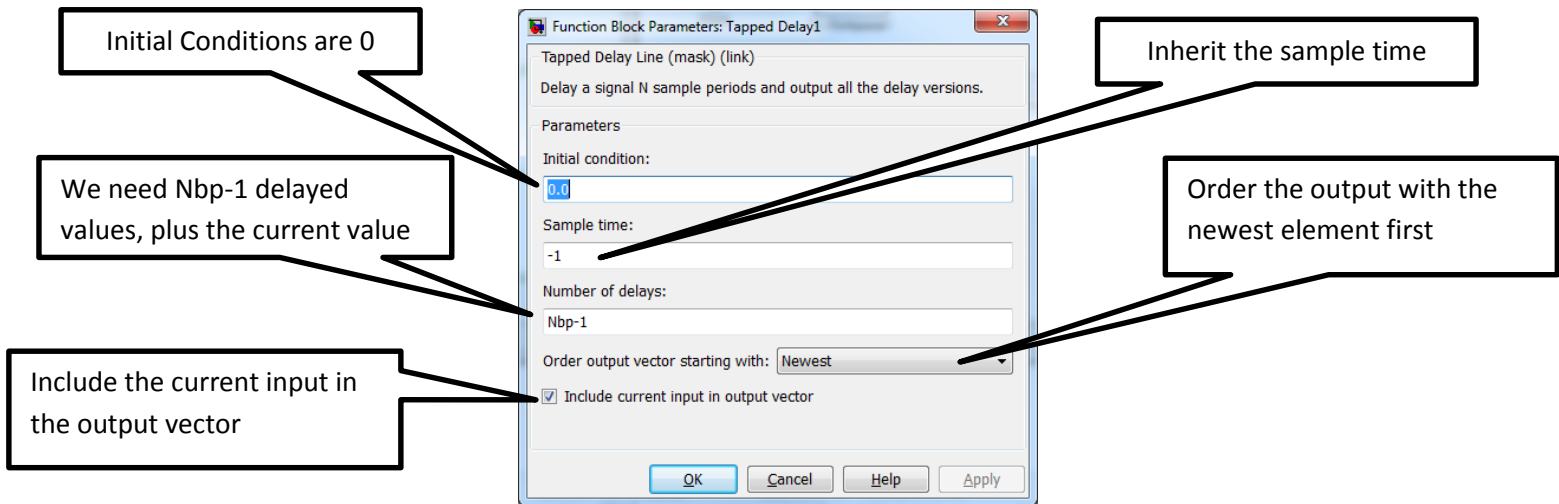 Initial Conditions are 0
We need Nbp-1 delayed
values, plus the current value
Include the current input in
the output vector
Function Block Parameters: Tapped Delay1
Tapped Delay Line (mask) (link)
Delay a signal N sample periods and output all the delay versions.
Parameters
Initial condition:
0.0
Sample time:
-1
Number of delays:
Nbp-1
Order output vector starting with: Newest
Include current input in output vector
OK Cancel Help Apply
Inherit the sample time
Order the output with the
newest element first